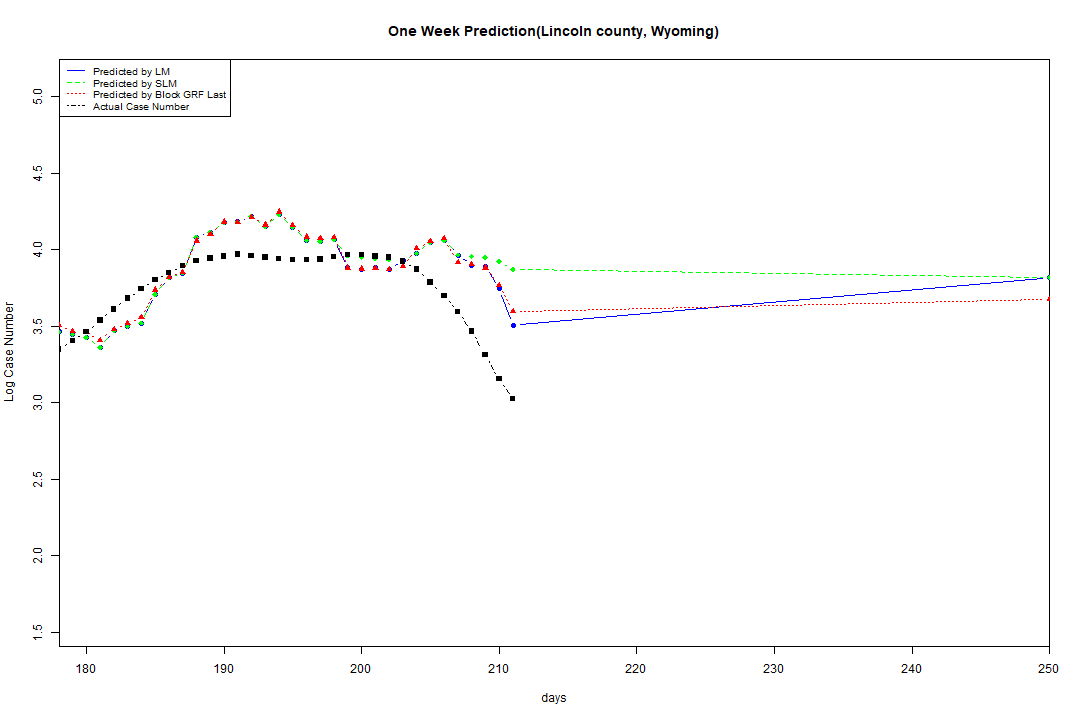 One Week Prediction(Lincoln county, Wyoming)
Predicted by LM
Predicted by SLM
Predicted by Block GRF Last
Actual Case Number
5.0
4.5
4.0
3.5
3.0
2.5
2.0
1.5
Log Case Number
180 190 200 210 220 230 240 250
days